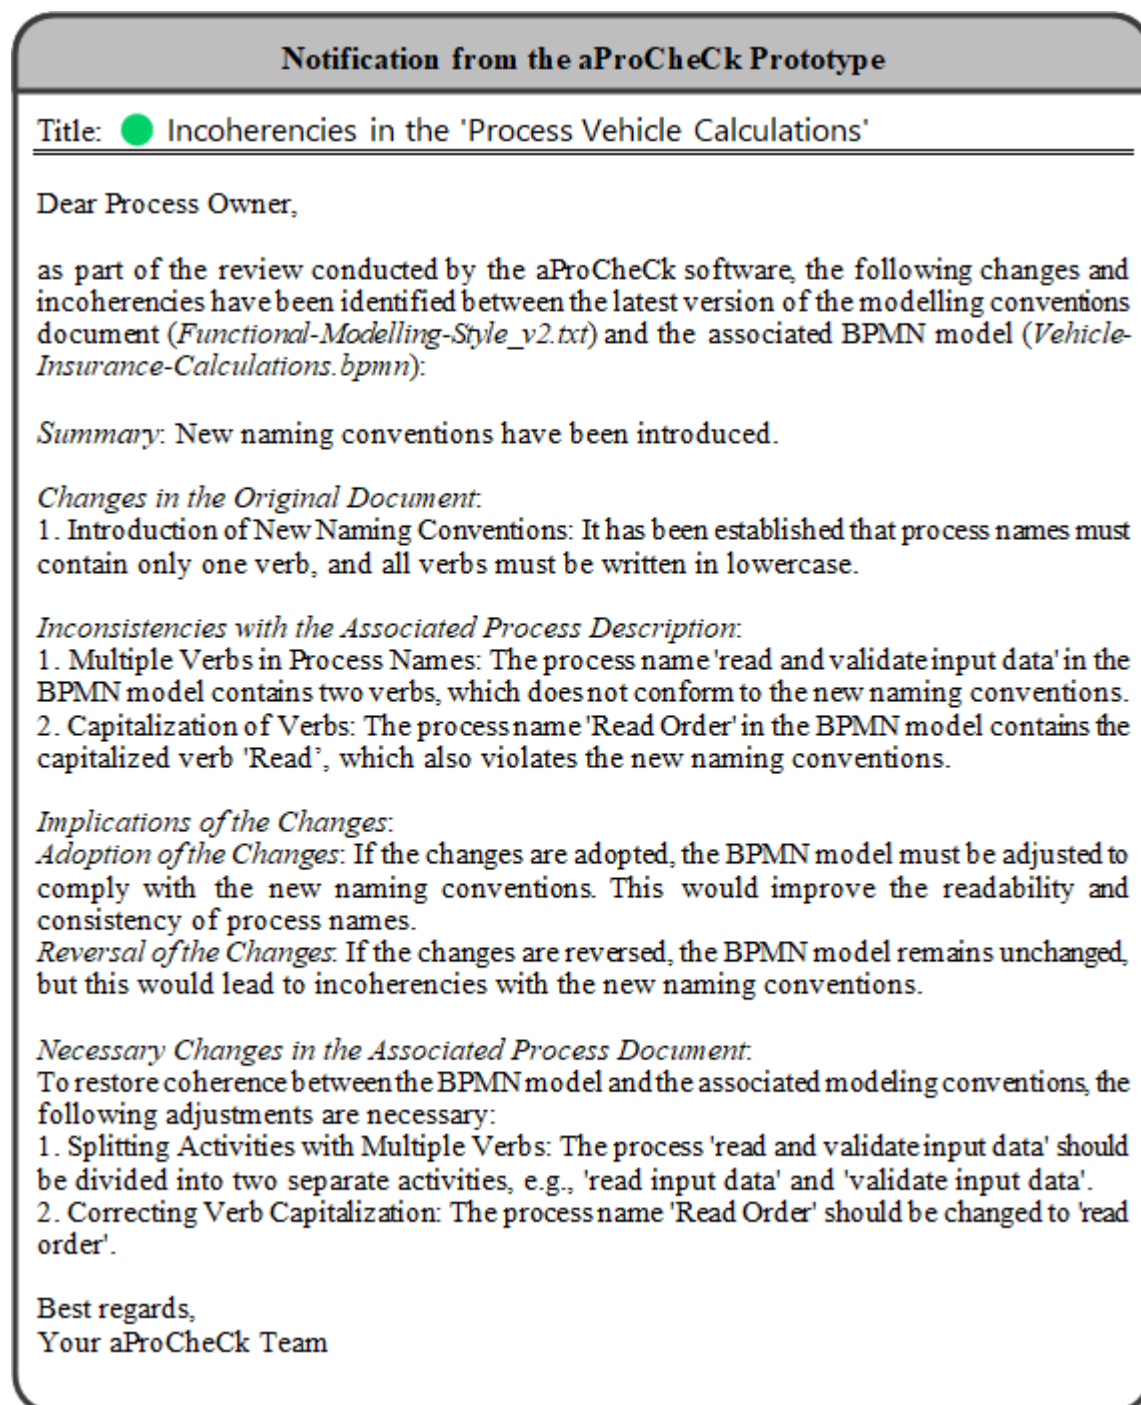 Notification from the aProCheCk Prototype
Title: Incoherencies in the 'Process Vehicle Calculations'
Dear Process Owner,
as part of the review conducted by the aProCheCk software, the following changes and
incoherencies have been identified between the latest version of the modelling conventions
document (Functional-Modelling-Style_v2.txt) and the associated BPMN model (Vehicle-
Insurance-Calculations.bpmn):
Summary: New naming conventions have been introduced.
Changes in the Original Document:
1. Introduction of New Naming Conventions: It has been established that process names must
contain only one verb, and all verbs must be written in lowercase.
Inconsistencies with the Associated Process Description:
1. Multiple Verbs in Process Names: The process name 'read and validate input data' in the
BPMN model contains two verbs, which does not conform to the new naming conventions.
2. Capitalization of Verbs: The process name 'Read Order' in the BPMN model contains the
capitalized verb 'Read’, which also violates the new naming conventions.
Implications of the Changes:
Adoption of the Changes: If the changes are adopted, the BPMN model must be adjusted to
comply with the new naming conventions. This would improve the readability and
consistency of process names.
Reversal of the Changes: If the changes are reversed, the BPMN model remains unchanged,
but this would lead to incoherencies with the new naming conventions.
Necessary Changes in the Associated Process Document:
To restore coherence between the BPMN model and the associated modeling conventions, the
following adjustments are necessary:
1. Splitting Activities with Multiple Verbs: The process 'read and validate input data' should
be divided into two separate activities, e.g., 'read input data' and 'validate input data'.
2. Correcting Verb Capitalization: The process name 'Read Order' should be changed to 'read
order'.
Best regards,
Your aProCheCk Team